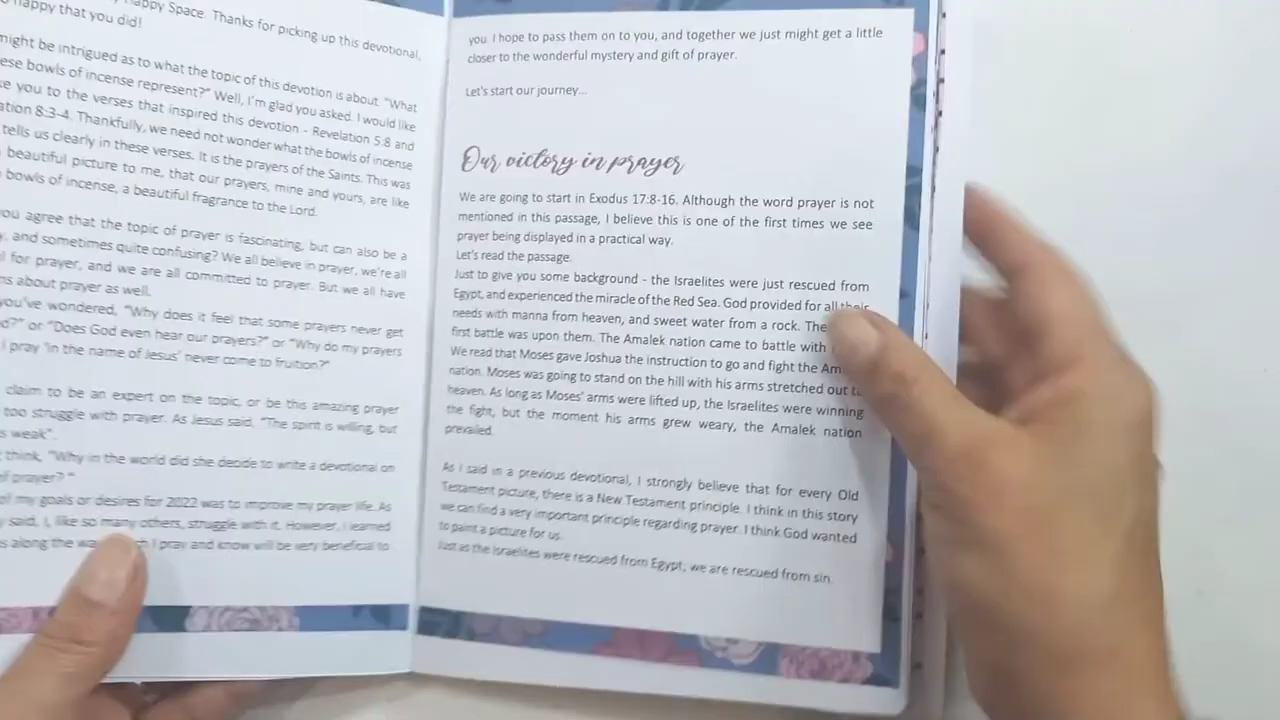 appy Space. Thanks for picking up this devotional,
happy that you did!
might be intrigued as to what the topic of this devotion is about. "What
ese bowls of incense represent?" Well, I'm glad you asked. I would like
ke you to the verses that inspired this devotion - Revelation 5:8 and
ation 8:3-4. Thankfully, we need not wonder what the bowls of incense
tells us clearly in these verses. It is the prayers of the Saints. This was
beautiful picture to me, that our prayers, mine and yours, are like
bowls of incense, a beautiful fragrance to the Lord.
you agree that the topic of prayer is fascinating, but can also be a
y, and sometimes quite confusing? We all believe in prayer, we're all
l for prayer, and we are all committed to prayer. But we all have
ns about prayer as well.
you've wondered, "Why does it feel that some prayers never get
d?" or "Does God even hear our prayers?" or "Why do my prayers
I pray 'in the name of Jesus' never come to fruition?"
claim to be an expert on the topic, or be this amazing prayer
too struggle with prayer. As Jesus said, "The spirit is willing, but
s weak".
think, "Why in the world did she decide to write a devotional on
of prayer?"
of my goals or desires for 2022 was to improve my prayer life. As
y said, I, like so many others, struggle with it. However, I learned
s along the wa I pray and know will be very beneficial to
you. I hope to pass them on to you, and together we just might get a little
closer to the wonderful mystery and gift of prayer.
Let's start our journey...
Our victory in prayer
We are going to start in Exodus 17:8-16. Although the word prayer is not
mentioned in this passage, I believe this is one of the first times we see
prayer being displayed in a practical way.
Let's read the passage.
Just to give you some background - the Israelites were just rescued from
Egypt, and experienced the miracle of the Red Sea. God provided for all their
needs with manna from heaven, and sweet water from a rock. The
first battle was upon them. The Amalek nation came to battle with
We read that Moses gave Joshua the instruction to go and fight the Am
nation. Moses was going to stand on the hill with his arms stretched out t
heaven. As long as Moses' arms were lifted up, the Israelites were winning
the fight, but the moment his arms grew weary, the Amalek nation
prevailed.
As I said in a previous devotional, I strongly believe that for every Old
Testament picture, there is a New Testament principle. I think in this story
we can find a very important principle regarding prayer. I think God wanted
to paint a picture for us.
Just as the Israelites were rescued from Egypt, we are rescued from sin.